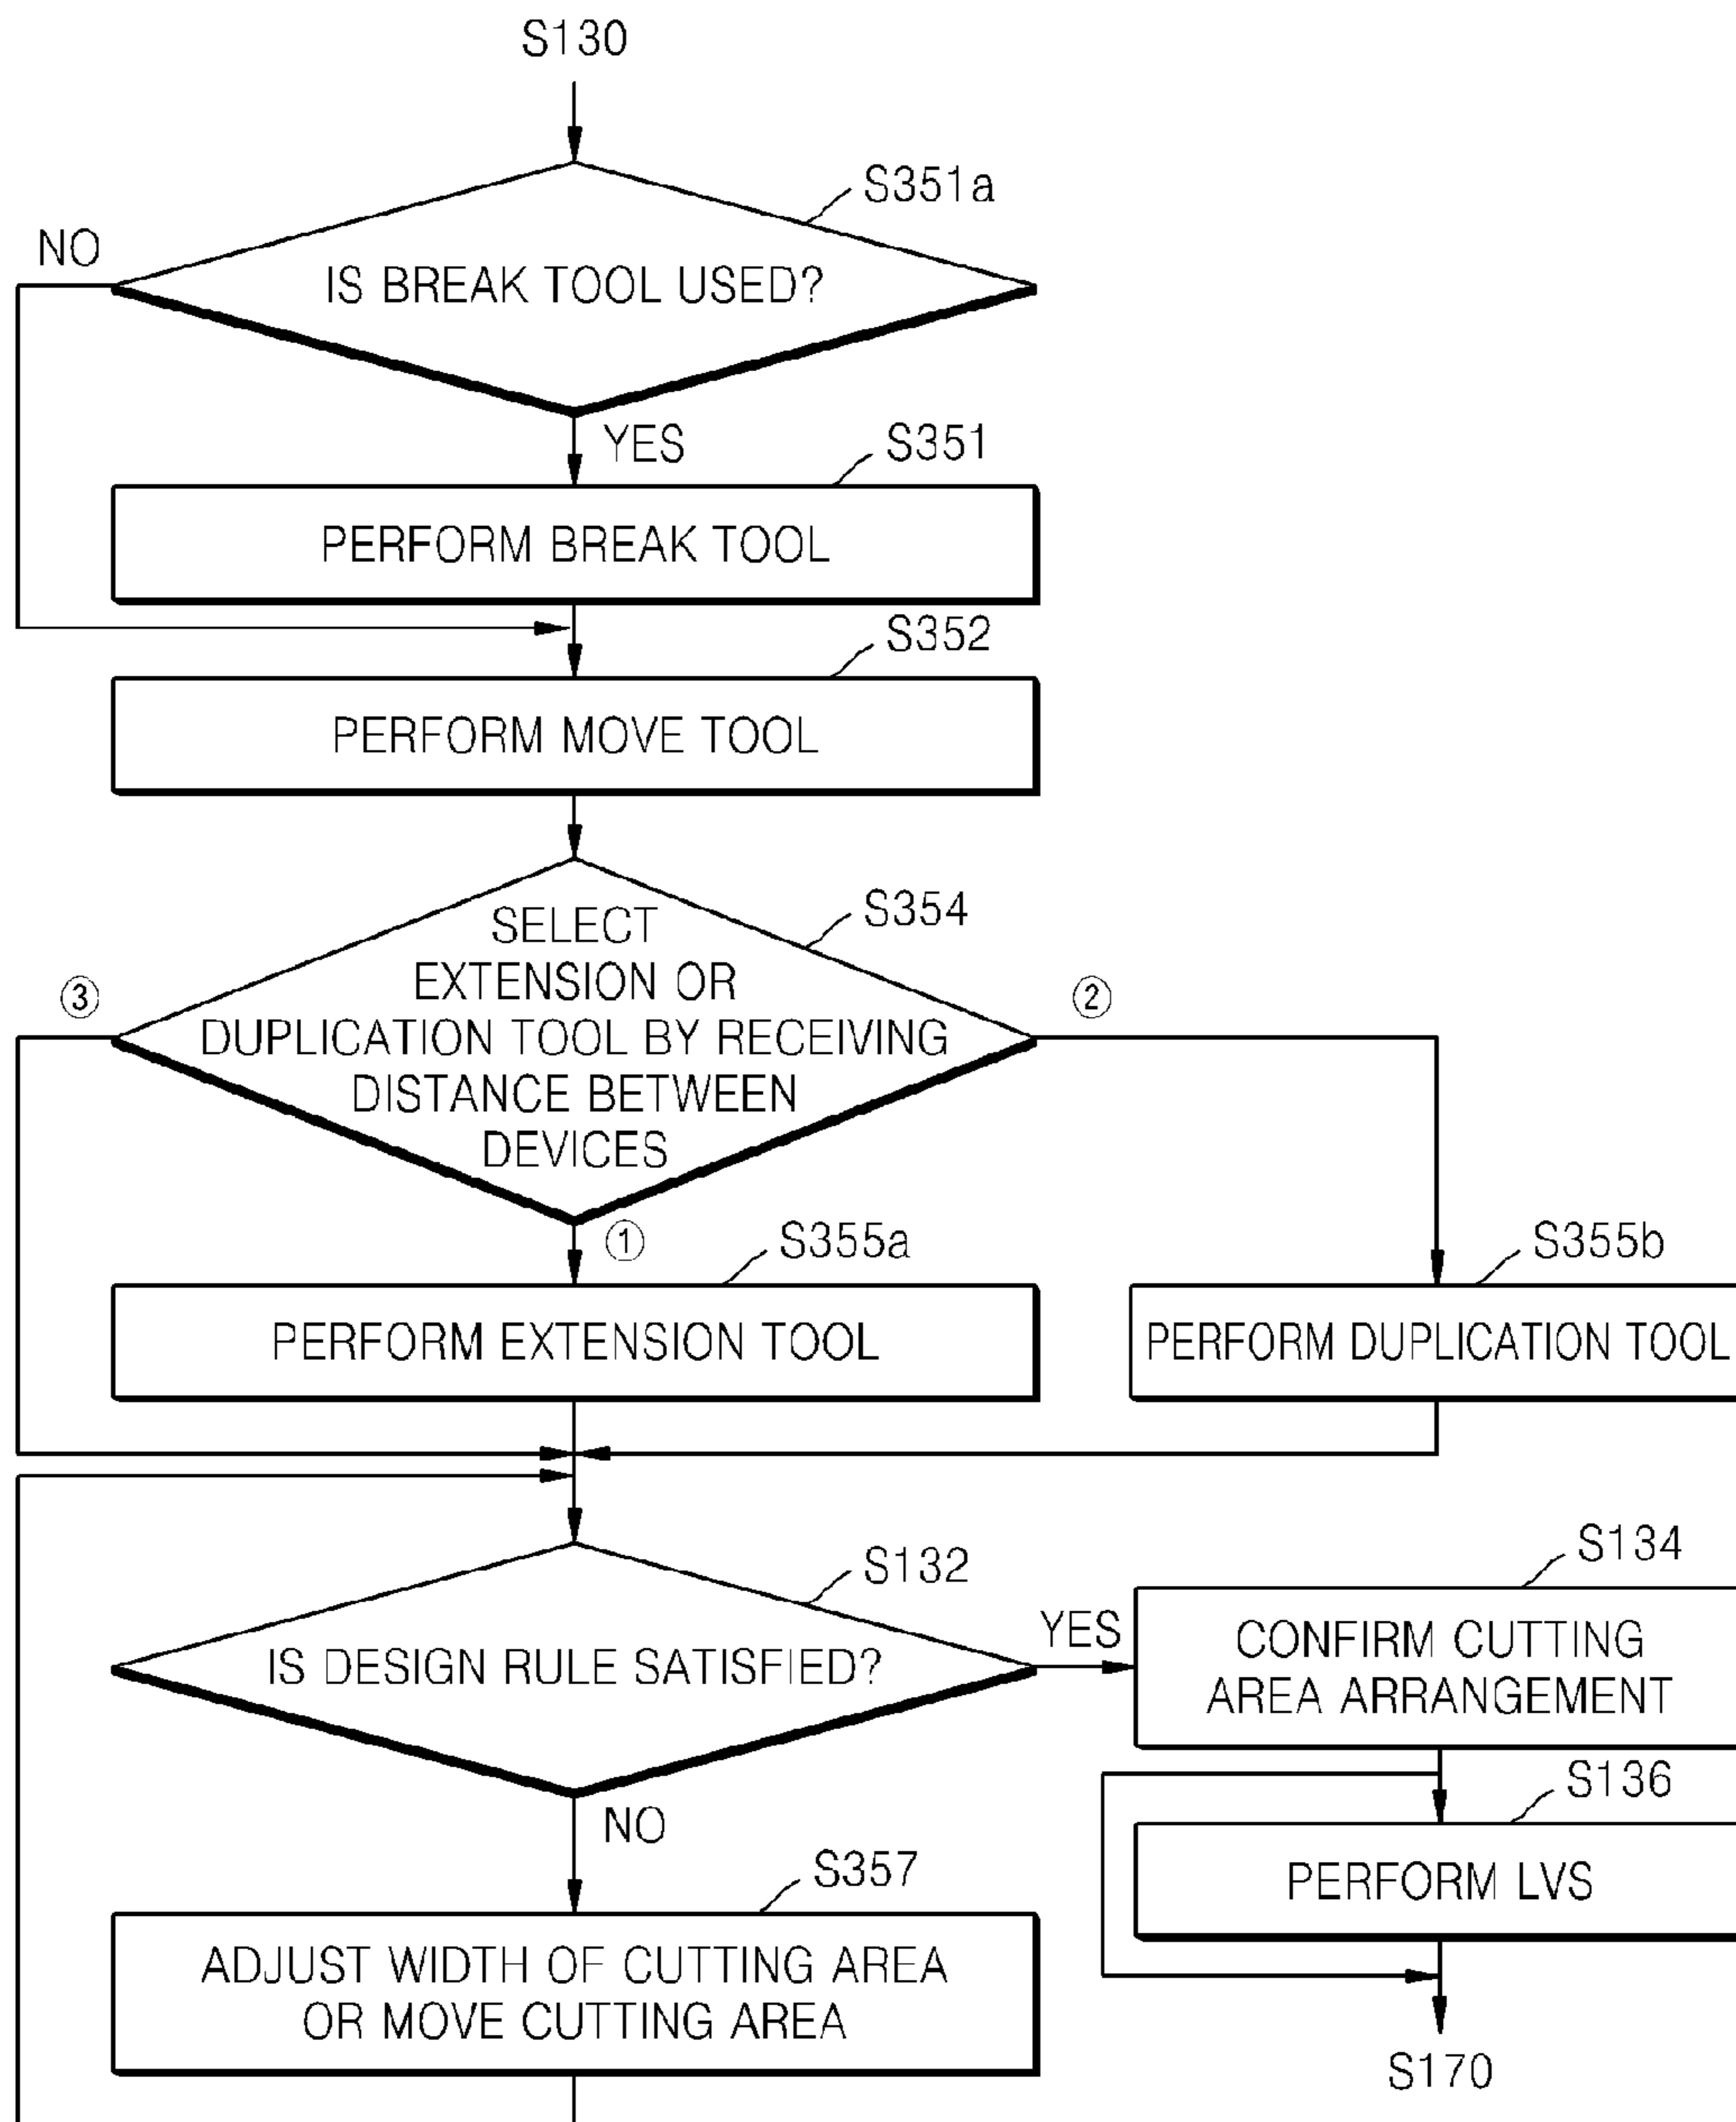 S130
S351a
NO
IS BREAK TOOL USED?
YES
S351
PERFORM BREAK TOOL
S352
PERFORM MOVE TOOL
S354
SELECT
EXTENSION OR
DUPLICATION TOOL BY RECEIVING
DISTANCE BETWEEN
DEVICES
③
②
①
S355a
S355b
PERFORM EXTENSION TOOL
PERFORM DUPLICATION TOOL
S132
S134
YES
IS DESIGN RULE SATISFIED?
CONFIRM CUTTING
AREA ARRANGEMENT
S136
NO
PERFORM LVS
S357
ADJUST WIDTH OF CUTTING AREA
OR MOVE CUTTING AREA
S170